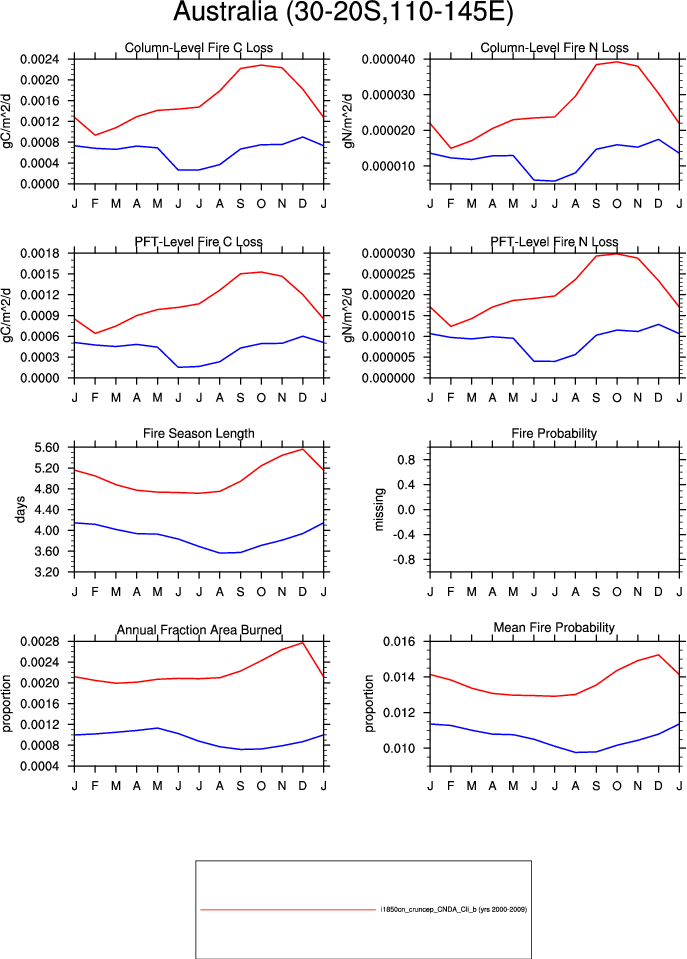 Australia (30-20S,110-145E)
Column-Level Fire C Loss
gC/m^2/d
0.0024
0.0020
0.0016
0.0012
0.0008
0.0004
0.0000
J F M A M J J A S O N D J
Column-Level Fire N Loss
gN/m^2/d
0.000040
0.000030
0.000020
0.000010
J F M A M J J A S O N D J
PFT-Level Fire C Loss
gC/m^2/d
0.0018
0.0015
0.0012
0.0009
0.0006
0.0003
0.0000
J F M A M J J A S O N D J
PFT-Level Fire N Loss
gN/m^2/d
0.000030
0.000025
0.000020
0.000015
0.000010
0.000005
0.000000
J F M A M J J A S O N D J
Fire Season Length
days
5.60
5.20
4.80
4.40
4.00
3.60
3.20
J F M A M J J A S O N D J
Fire Probability
missing
0.8
0.4
0.0
-0.4
-0.8
J F M A M J J A S O N D J
Annual Fraction Area Burned
proportion
0.0028
0.0024
0.0020
0.0016
0.0012
0.0008
0.0004
J F M A M J J A S O N D J
Mean Fire Probability
proportion
0.016
0.014
0.012
0.010
J F M A M J J A S O N D J
i1850cn_cruncep_CNDA_Cli_b (yrs 2000-2009)